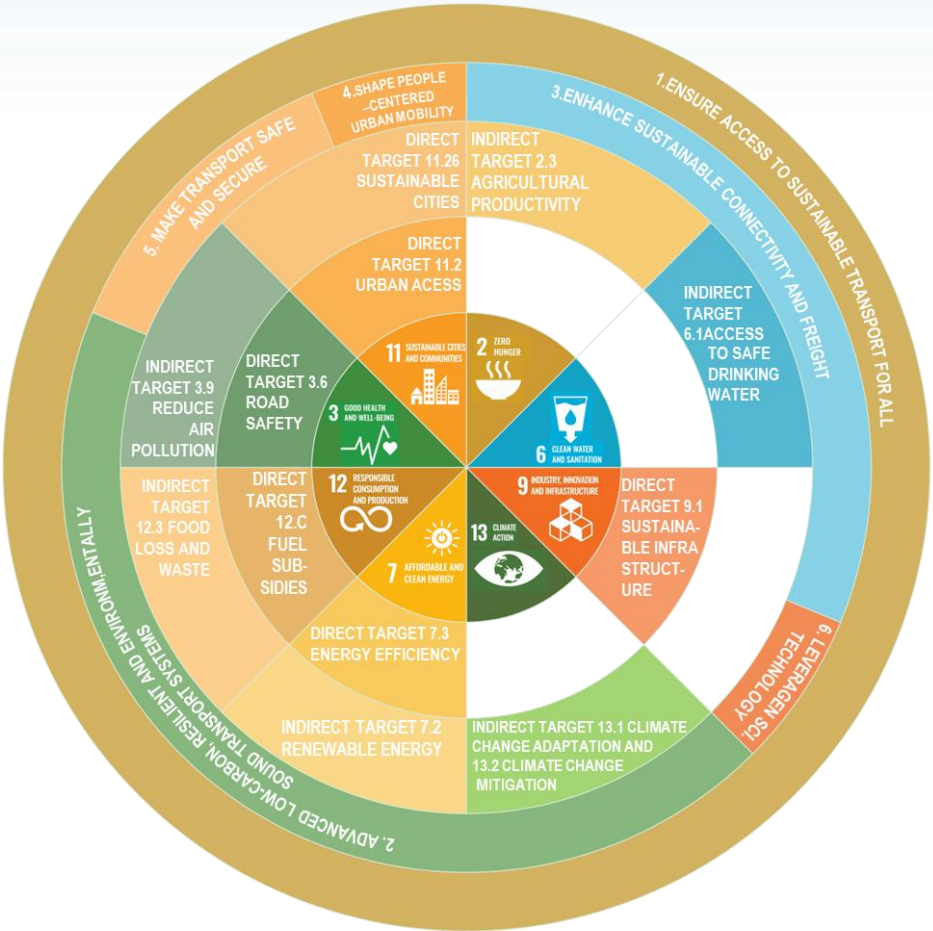 1.ENSURE ACCESS TO SUSTAINABLE TRANSPORT FOR ALL
3.ENHANCE SUSTAINABLE CONNECTIVITY AND FREIGHT
4.SHAPE PEOPLE
–CENTERED
URBAN MOBILITY
5. MAKE TRANSPORT SAFE
AND SECURE
DIRECT
TARGET 11.26
SUSTAINABLE
CITIES
INDIRECT
TARGET 2.3
AGRICULTURAL
PRODUCTIVITY
DIRECT
TARGET 11.2
URBAN ACESS
INDIRECT
TARGET
6.1ACCESS
TO SAFE
DRINKING
WATER
11 SUSTAINABLE CITIES
AND COMMUNITIES
2 ZERO
HUNGER
INDIRECT
TARGET 3.9
REDUCE
AIR
POLLUTION
DIRECT
TARGET 3.6
ROAD
SAFETY
3 GOOD HEALTH
AND WELL-BEING
6 CLEAN WATER
AND SANITATION
INDIRECT
TARGET
12.3 FOOD
LOSS AND
WASTE
DIRECT
TARGET
12.C
FUEL
SUB-
SIDIES
12 RESPONSIBLE
CONSUMPTION
AND PRODUCTION
9 INDUSTRY, INNOVATION
AND INFRASTRUCTURE
DIRECT
TARGET 9.1
SUSTAINA-
BLE INFRA
STRUCT-
URE
7 AFFORDABLE AND
CLEAN ENERGY
13 CLIMATE
ACTION
DIRECT TARGET 7.3
ENERGY EFFICIENCY
INDIRECT TARGET 7.2
RENEWABLE ENERGY
INDIRECT TARGET 13.1 CLIMATE
CHANGE ADAPTATION AND
13.2 CLIMATE CHANGE
MITIGATION
6. LEVERAGEN SCI,
TECHNOLOGY
2. ADVANCED LOW-CARBON, RESILIENT AND ENVIRONM,ENTALLY
SOUND TRANSPORT SYSTEMS